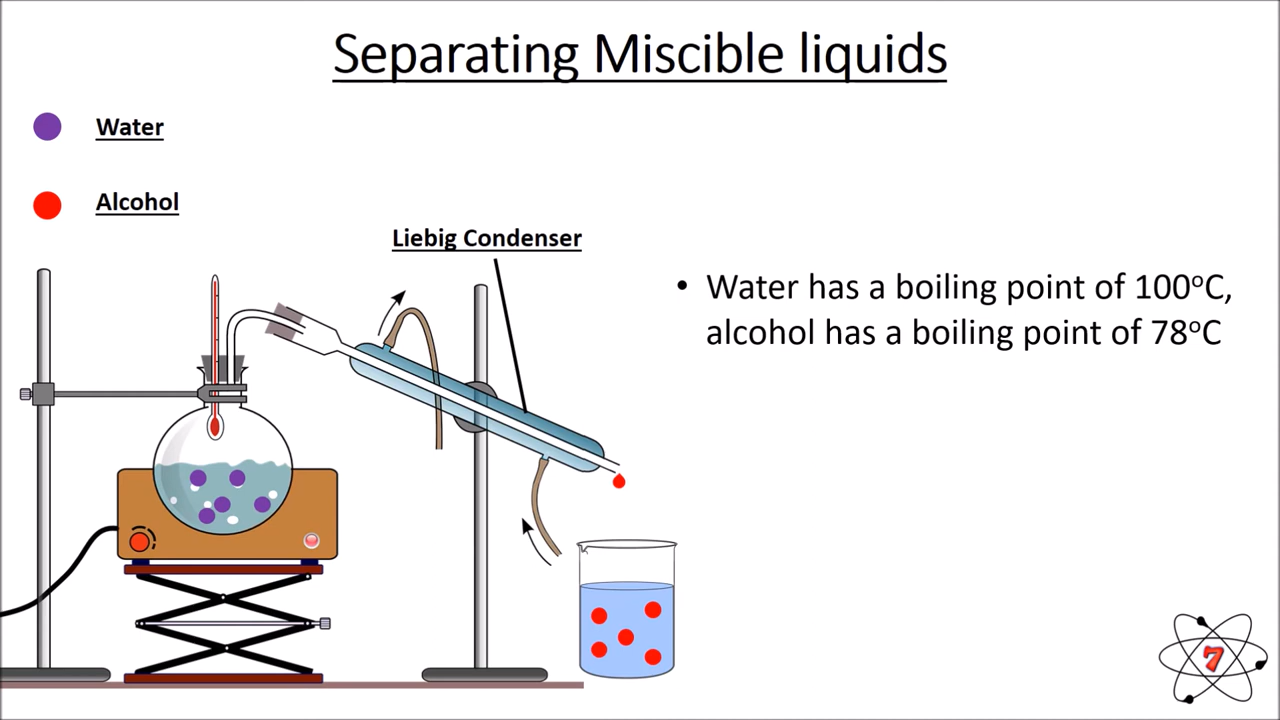 Separating Miscible liquids
Water
Alcohol
Liebig Condenser
• Water has a boiling point of 100ºC,
alcohol has a boiling point of 78ºC
7